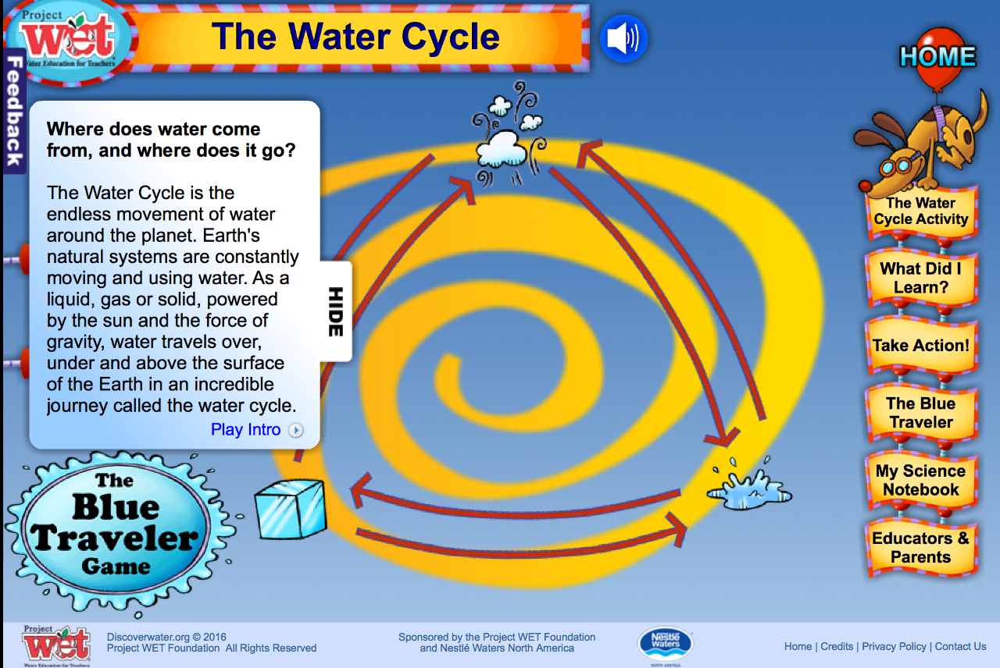 Project
WET
Water Education for Teachers
The Water Cycle
HOME
Feedback
Where does water come
from, and where does it go?
The Water Cycle is the
endless movement of water
around the planet. Earth's
natural systems are constantly
moving and using water. As a
liquid, gas or solid, powered
by the sun and the force of
gravity, water travels over,
under and above the surface
of the Earth in an incredible
journey called the water cycle.
Play Intro
HIDE
The Water
Cycle Activity
What Did I
Learn?
Take Action!
The Blue
Traveler
My Science
Notebook
Educators &
Parents
The
Blue
Traveler
Game
Project
WET
Water Education for Teachers
Discoverwater.org © 2016
Project WET Foundation All Rights Reserved
Sponsored by the Project WET Foundation
and Nestlé Waters North America
Nestlé
Waters
NORTH AMERICA
Home | Credits | Privacy Policy | Contact Us